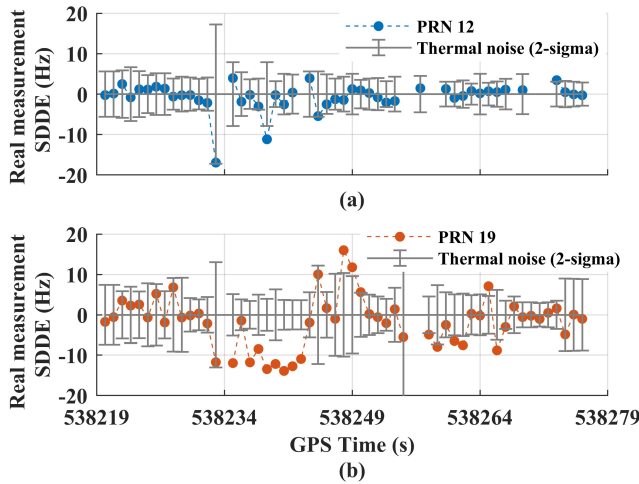 20
10
0
-10
-20
Real measurement
SDDE (Hz)
PRN 12
Thermal noise (2-sigma)
(a)
20
10
0
-10
-20
Real measurement
SDDE (Hz)
PRN 19
Thermal noise (2-sigma)
538219 538234 538249 538264 538279
GPS Time (s)
(b)